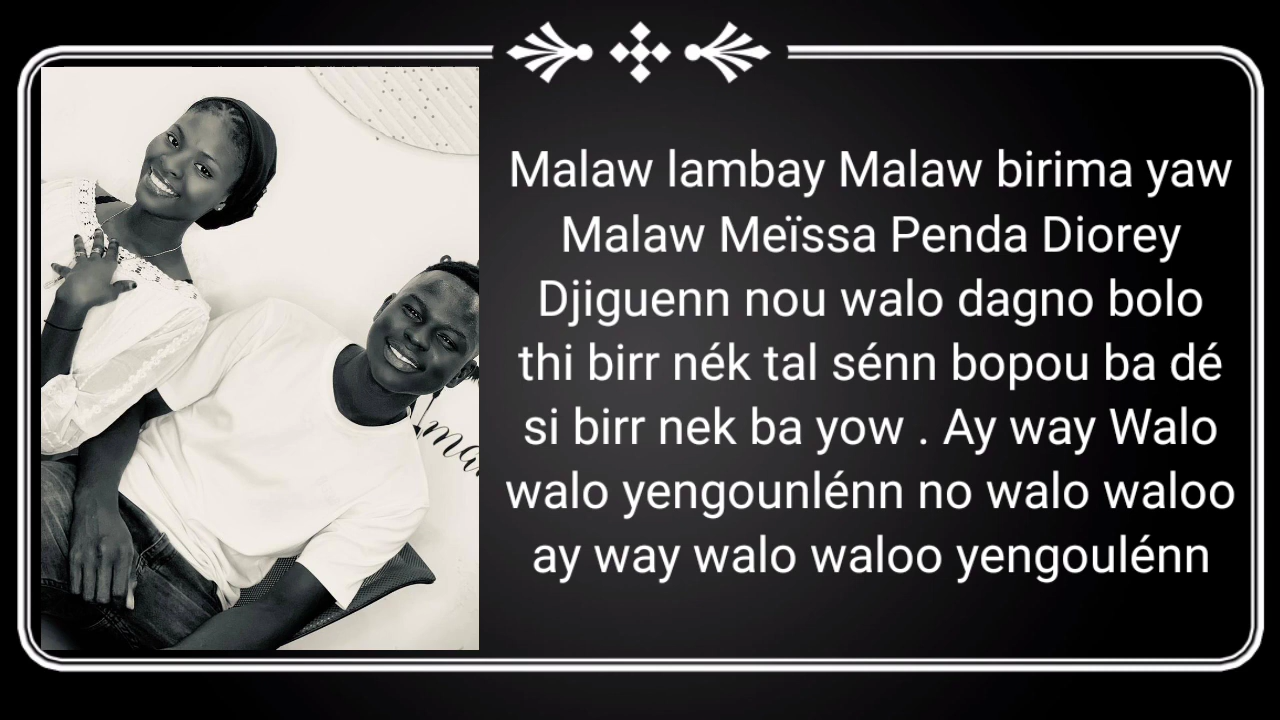 Malaw lambay Malaw birima yaw
Malaw Meïssa Penda Diorey
Djiguenn nou walo dagno bolo
thi birr nék tal sénn bopou ba dé
si birr nek ba yow . Ay way Walo
walo yengounlénn no walo waloo
ay way walo waloo yengoulénn